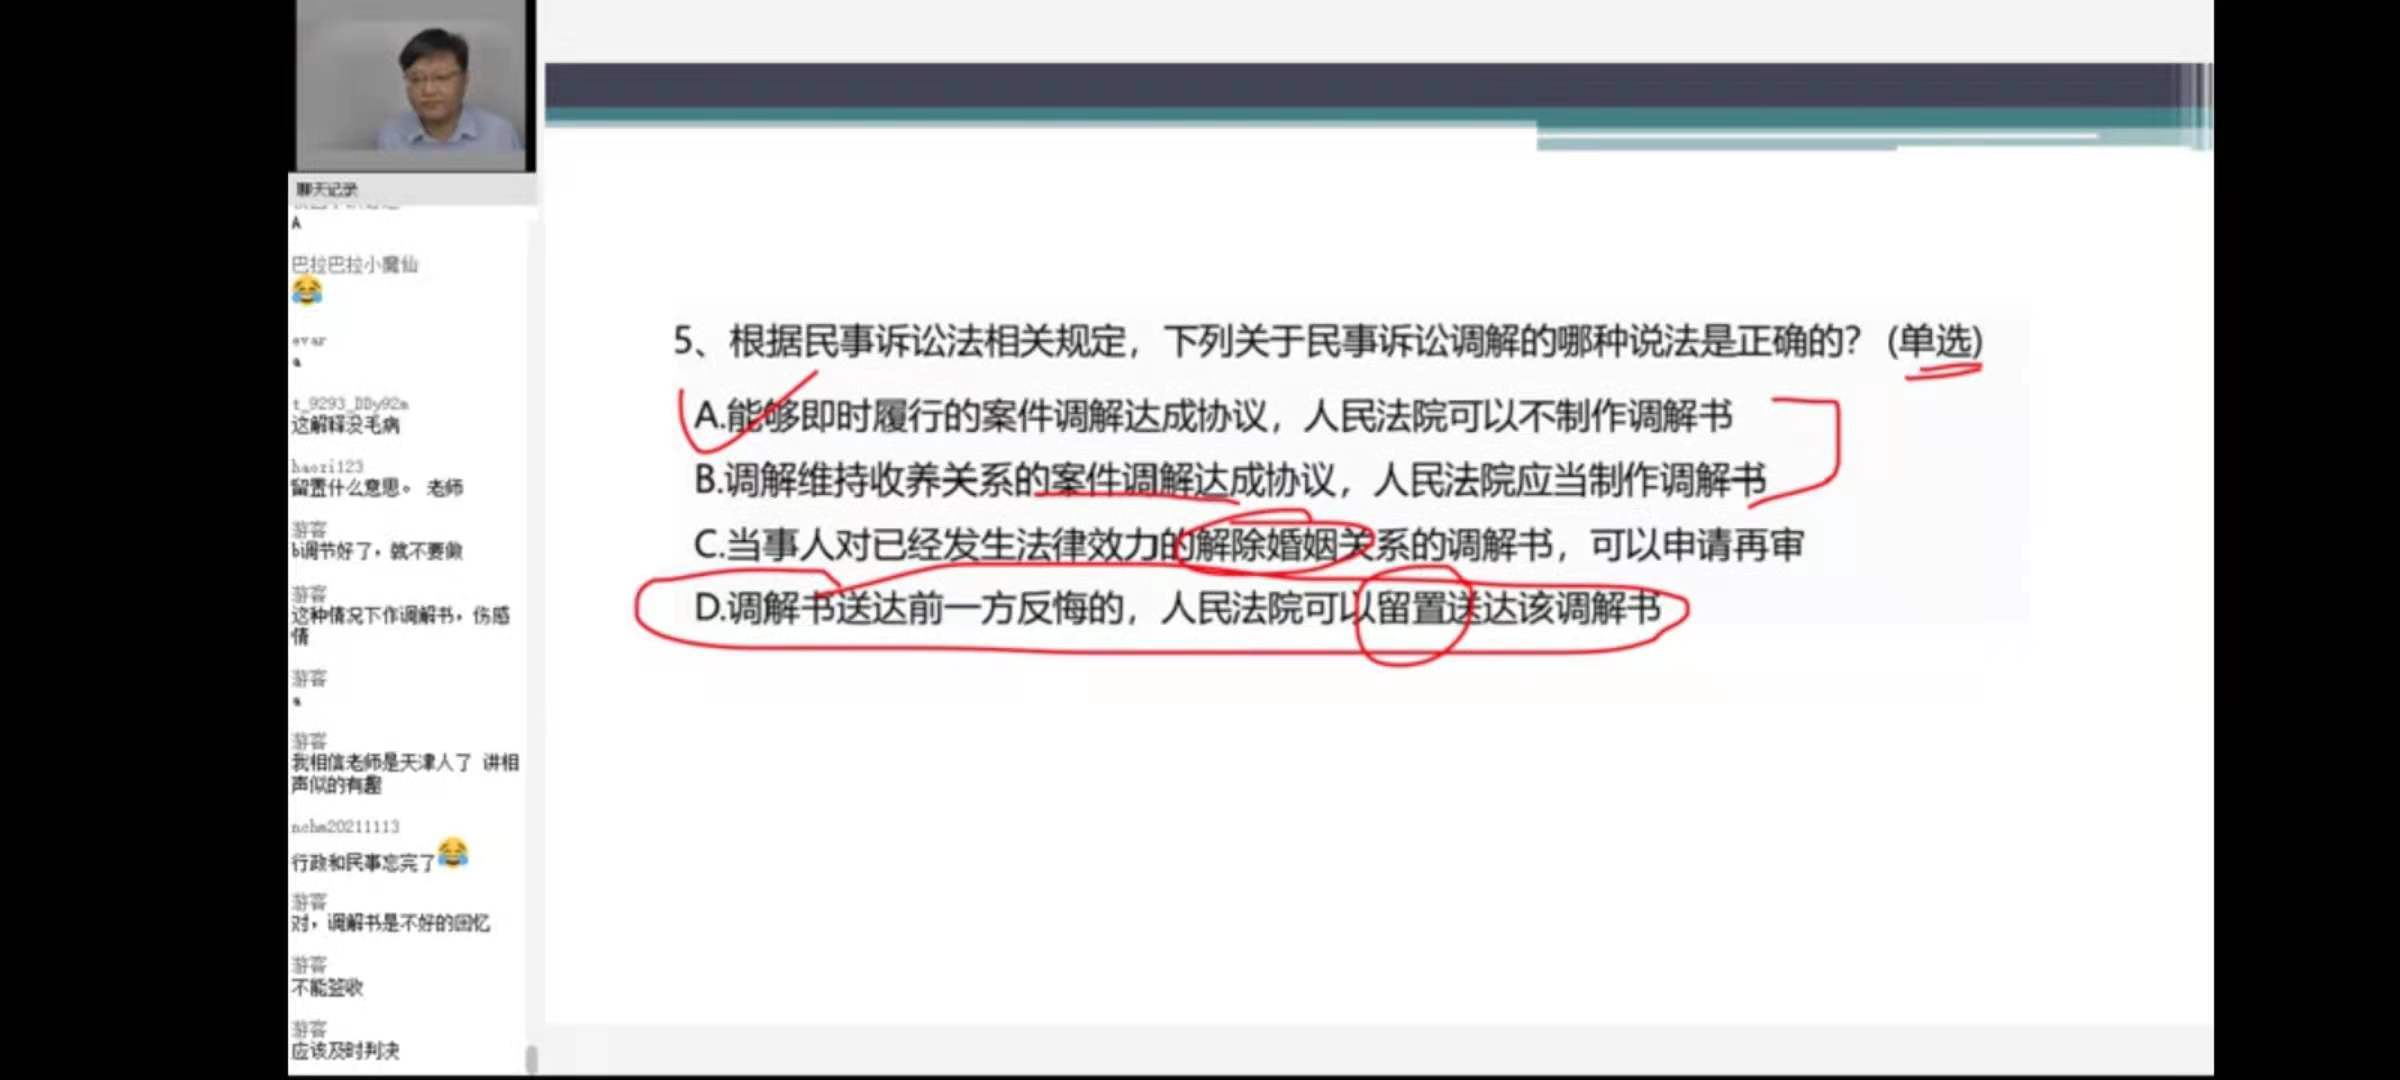 聊天记录
A
巴拉巴拉小魔仙
evar
a
t_9293_DDy92m
这解释没毛病
haozi123
留置什么意思。 老师
游客
b调节好了，就不要做
游客
这种情况下作调解书，伤感
情
游客
a
游客
我相信老师是天津人了 讲相
声似的有趣
nchm20211113
行政和民事忘完了
游客
对，调解书是不好的回忆
游客
不能签收
游客
应该及时判决
5、根据民事诉讼法相关规定，下列关于民事诉讼调解的哪种说法是正确的？(单选)
A.能够即时履行的案件调解达成协议，人民法院可以不制作调解书
B.调解维持收养关系的案件调解达成协议，人民法院应当制作调解书
C.当事人对已经发生法律效力的解除婚姻关系的调解书，可以申请再审
D.调解书送达前一方反悔的，人民法院可以留置送达该调解书